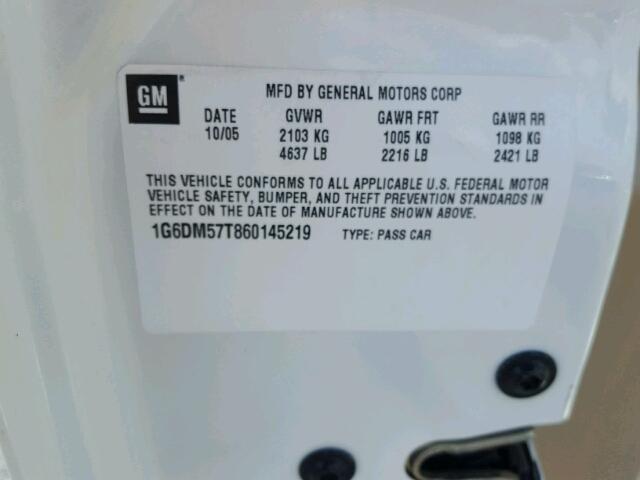 GM ® MFD BY GENERAL MOTORS CORP
DATE GVWR GAWR FRT GAWR RR
10/05 2103 KG 1005 KG 1098 KG
4637 LB 2216 LB 2421 LB
THIS VEHICLE CONFORMS TO ALL APPLICABLE U.S. FEDERAL MOTOR
VEHICLE SAFETY, BUMPER, AND THEFT PREVENTION STANDARDS IN
EFFECT ON THE DATE OF MANUFACTURE SHOWN ABOVE.
1G6DM57T860145219 TYPE: PASS CAR